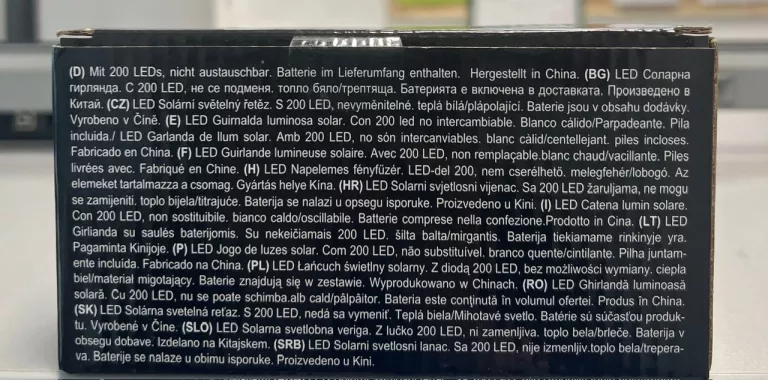 (D) Mit 200 LEDs, nicht austauschbar. Batterie im Lieferumfang enthalten. Hergestellt in China. (BG) LED Соларна
гирлянда. С 200 LED, не се подменя. топло бяло/трептяща. Батерията е включена в доставката. Произведено в
Китай. (CZ) LED Solární světelný řetěz. S 200 LED, nevyměnitelné. teplá bílá/plápolající. Baterie jsou v obsahu dodávky.
Vyrobeno v Číně. (E) LED Guirnalda luminosa solar. Con 200 led no intercambiable. Blanco cálido/Parpadeante. Pila
incluida./ LED Garlanda de llum solar. Amb 200 LED, no són intercanviables. blanc càlid/centellejant. piles incloses.
Fabricado en China. (F) LED Guirlande lumineuse solaire. Avec 200 LED, non remplaçable.blanc chaud/vacillante. Piles
livrées avec. Fabriqué en Chine. (H) LED Napelemes fényfüzér. LED-del 200, nem cserélhető. melegfehér/lobogó. Az
elemeket tartalmazza a csomag. Gyártás helye Kína. (HR) LED Solarni svjetlosni vijenac. Sa 200 LED žaruljama, ne mogu
se zamijeniti. toplo bijela/titrajuće. Baterija se nalazi u opsegu isporuke. Proizvedeno u Kini. (I) LED Catena lumin solare.
Con 200 LED, non sostituibile. bianco caldo/oscillabile. Batterie comprese nella confezione.Prodotto in Cina. (LT) LED
Girlianda su saulės baterijomis. Su nekeičiamais 200 LED. šilta balta/mirgantis. Baterija tiekiamame rinkinyje yra.
Pagaminta Kinijoje. (P) LED Jogo de luzes solar. Com 200 LED, não substituível. branco quente/cintilante. Pilha juntam-
ente incluída. Fabricado na China. (PL) LED Łańcuch świetlny solarny. Z diodą 200 LED, bez możliwości wymiany. ciepła
biel/materiał migotający. Baterie znajdują się w zestawie. Wyprodukowano w Chinach. (RO) LED Ghirlandă luminoasă
solară. Cu 200 LED, nu se poate schimba.alb cald/pâlpâitor. Bateria este conţinută în volumul ofertei. Produs în China.
(SK) LED Solárna svetelná reťaz. S 200 LED, nedá sa vymeniť. Teplá biela/Mihotavé svetlo. Batérie sú súčasťou produk-
tu. Vyrobené v Číne. (SLO) LED Solarna svetlobna veriga. Z lučko 200 LED, ni zamenljiva. toplo bela/brleče. Baterija v
obsegu dobave. Izdelano na Kitajskem. (SRB) LED Solarni svetlosni lanac. Sa 200 LED, nije izmenljiv.toplo bela/trepera-
va. Baterije se nalaze u obimu isporuke. Proizvedeno u Kini.